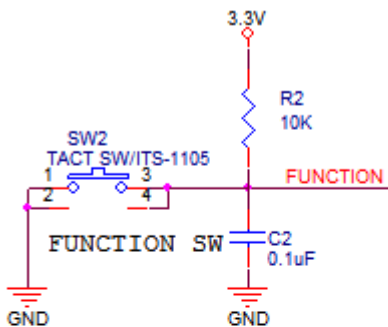 3.3V
R2
10K
SW2
TACT SW/ITS-1105
1 3
2 4
FUNCTION
FUNCTION SW
C2
0.1uF
GND GND